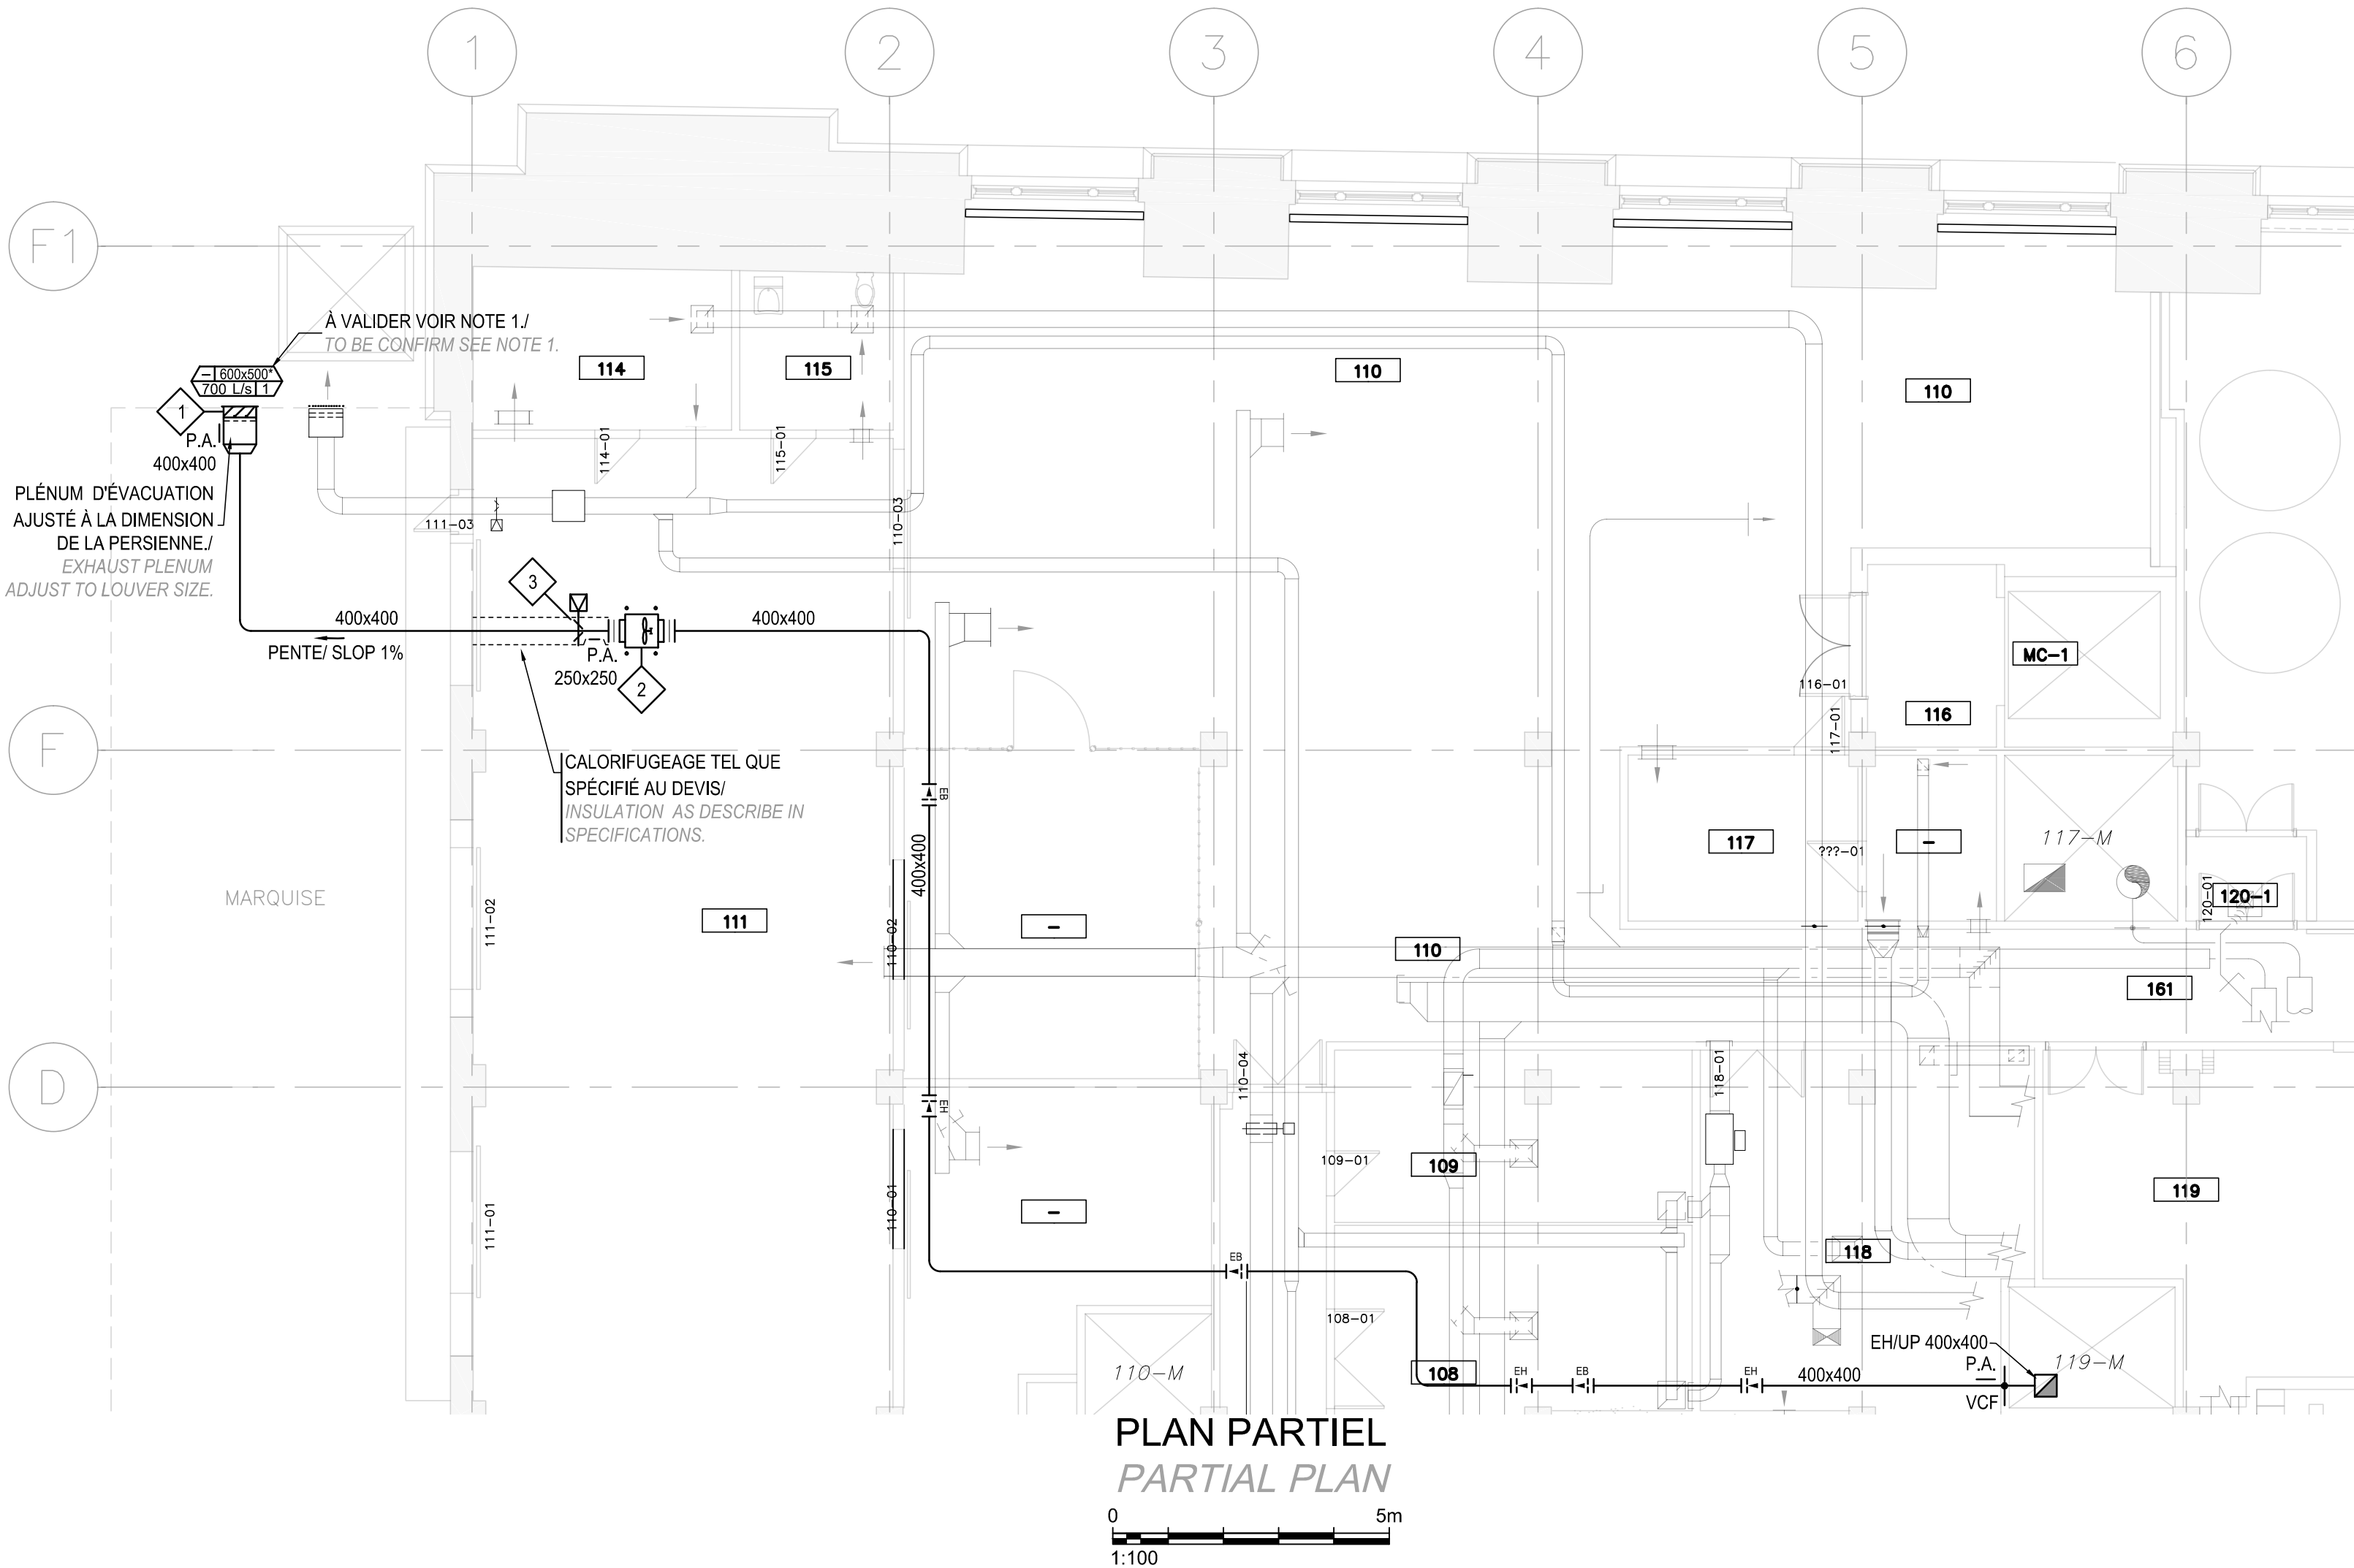 1
2
3
4
5
6
F1
F
D
À VALIDER VOIR NOTE 1./
TO BE CONFIRM SEE NOTE 1.
– 600x500*
700 L/s 1
1
P.A.
400x400
PLÉNUM D'ÉVACUATION
AJUSTÉ À LA DIMENSION
DE LA PERSIENNE./
EXHAUST PLENUM
ADJUST TO LOUVER SIZE.
114
115
110
110
114-01
115-01
111-03
110-03
3
400x400
400x400
PENTE/ SLOP 1%
P.A.
250x250
2
MC-1
116-01
117-01
116
CALORIFUGEAGE TEL QUE
SPÉCIFIÉ AU DEVIS/
INSULATION AS DESCRIBE IN
SPECIFICATIONS.
EB
400x400
117
???-01
–
117-M
120-01
120-1
MARQUISE
111-02
111
110-02
–
110
161
EH
110-04
118-01
109-01
109
119
111-01
110-01
–
EB
118
108-01
110-M
108
EH
EB
EH
400x400
EH/UP 400x400
P.A.
VCF
119-M
PLAN PARTIEL
PARTIAL PLAN
0 5m
1:100